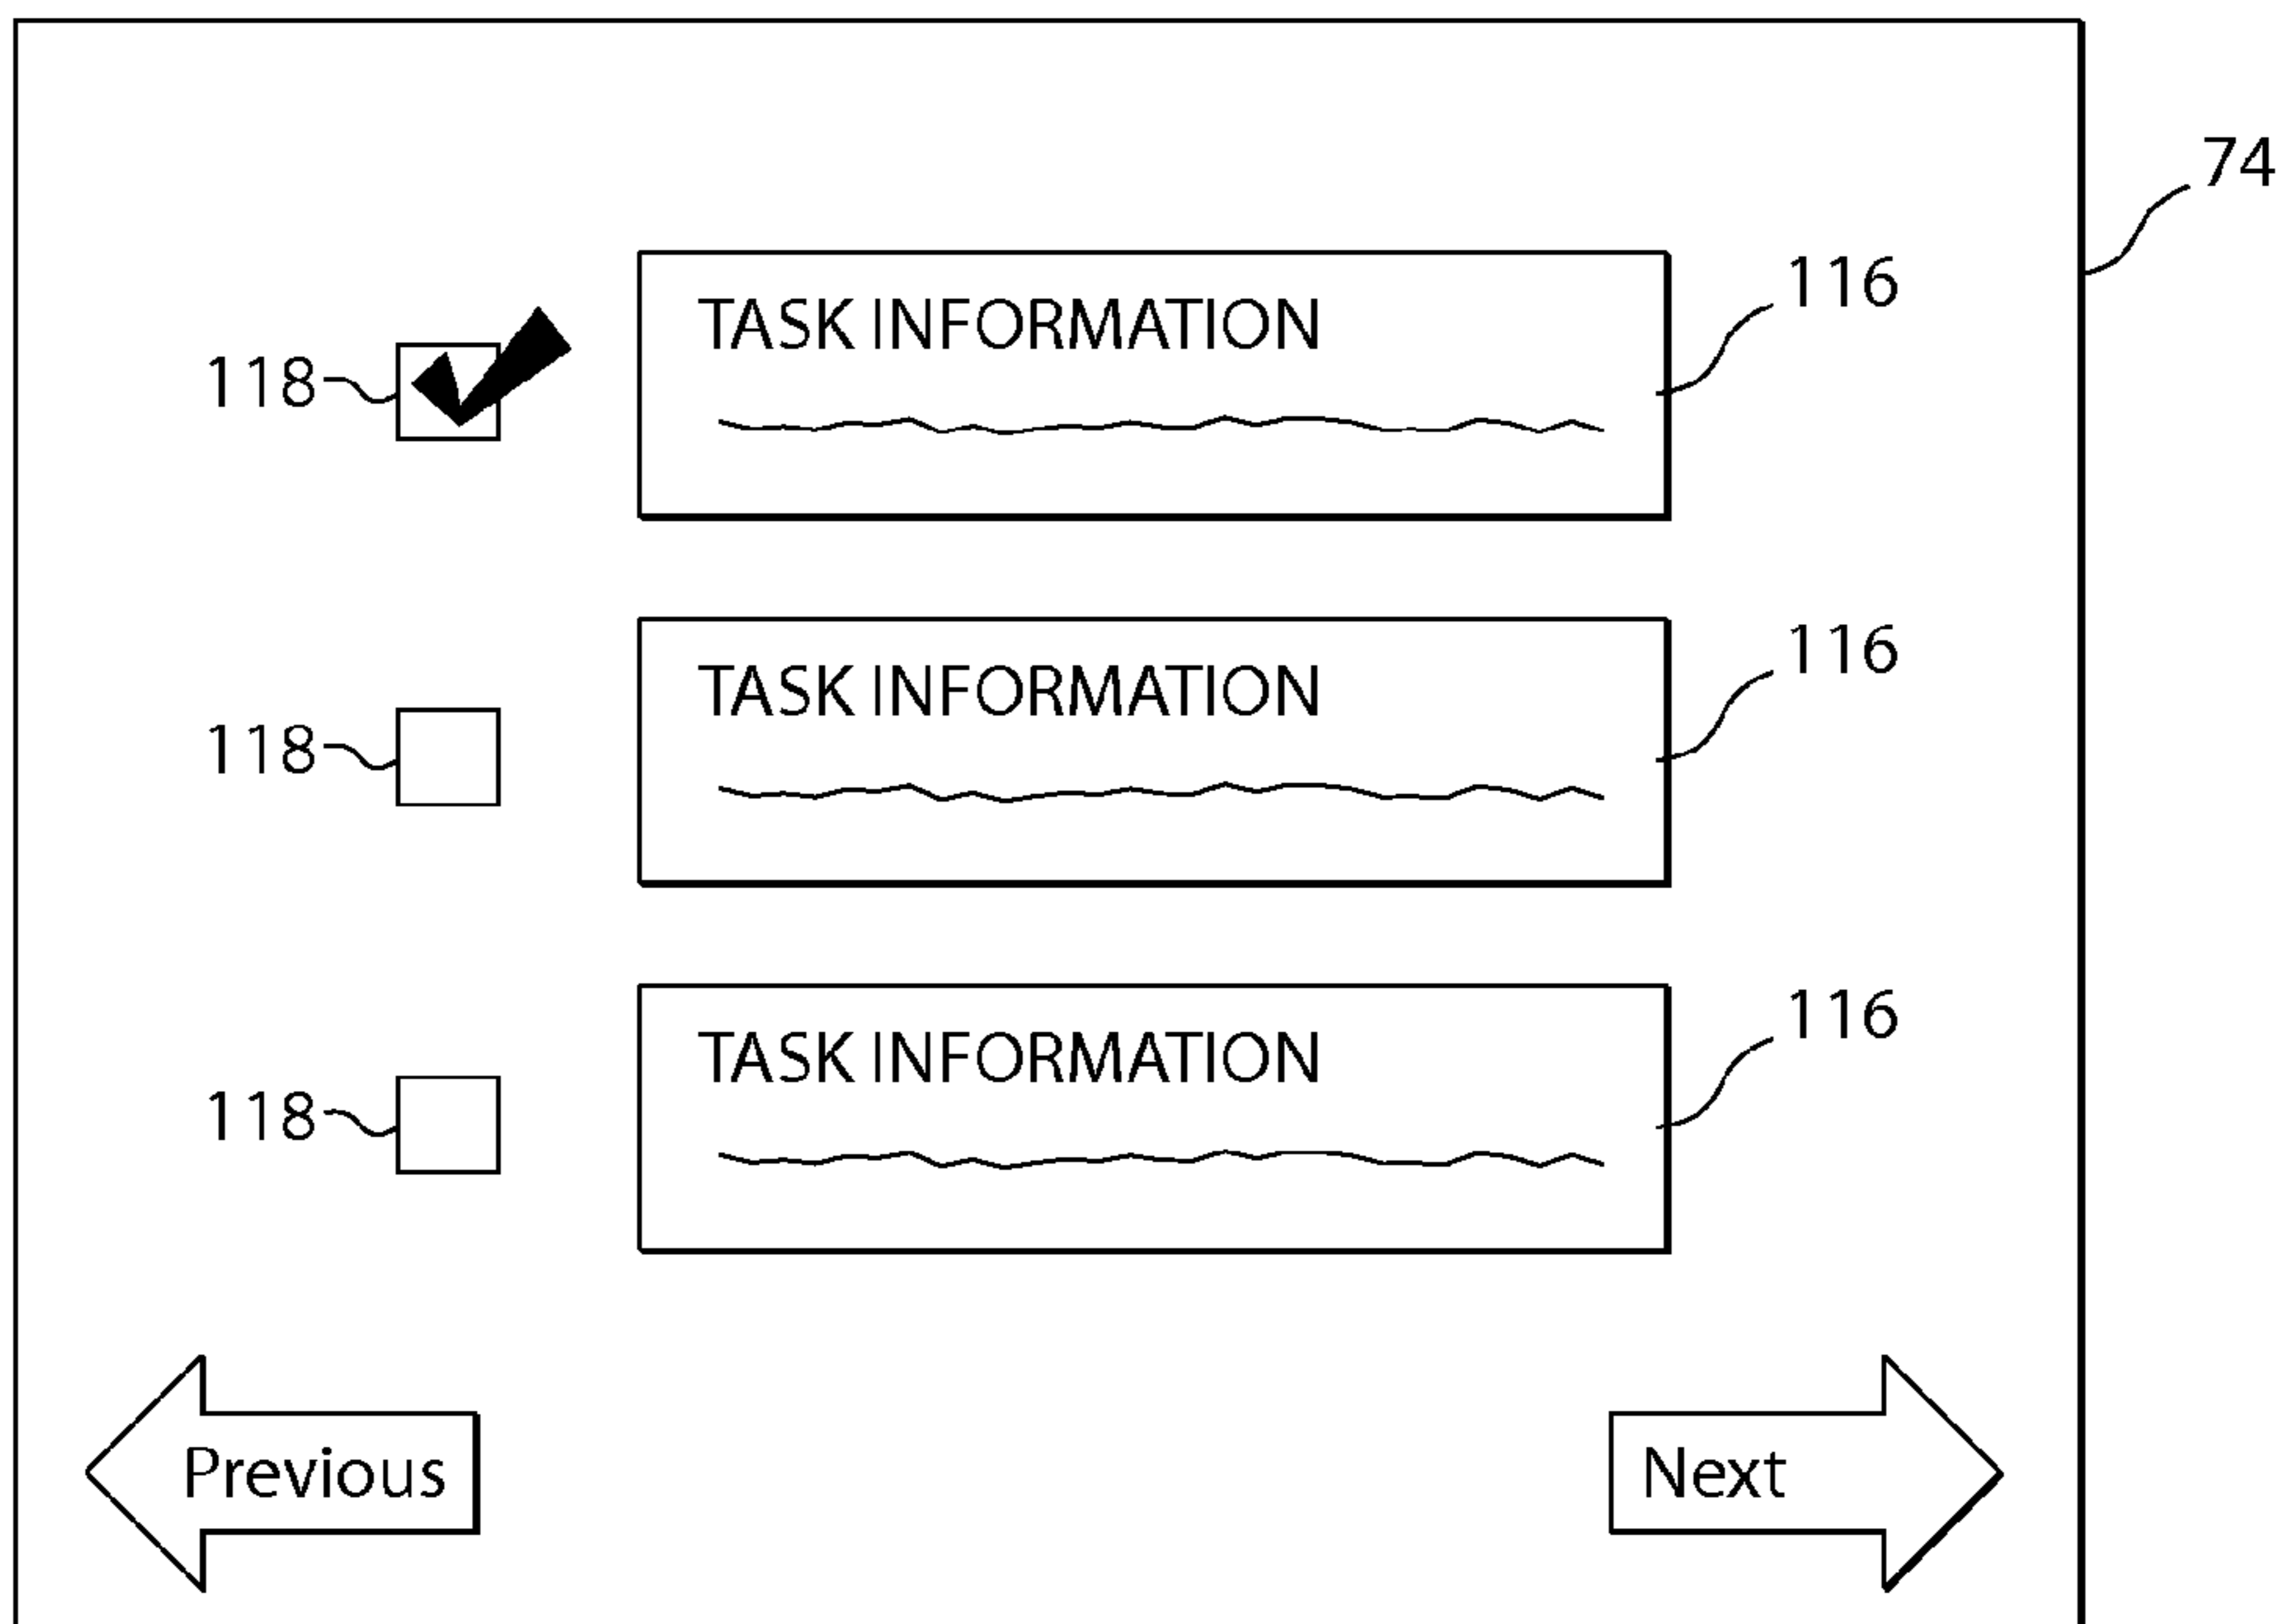 74
TASK INFORMATION
116
118
TASK INFORMATION
116
118
TASK INFORMATION
116
118
Previous
Next